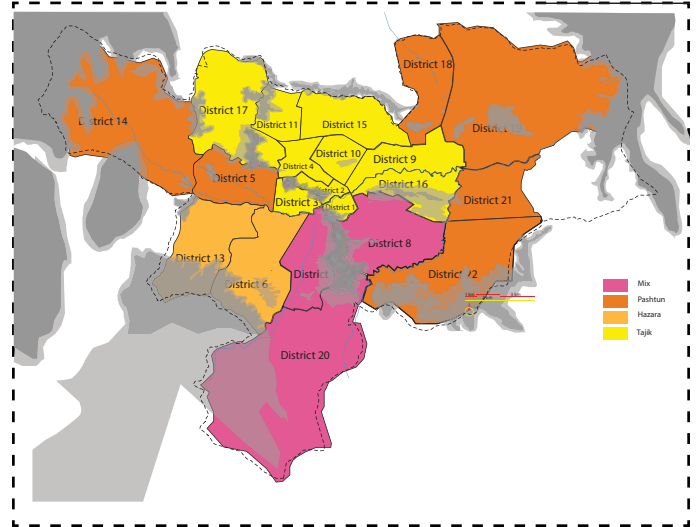 District 18
District 14
District 17
District 11
District 15
District
District 10
District 9
District 4
District 5
District 16
District 2
District 3
District 1
District 21
District 8
District 13
District
District 22
District 6
Mix
Pashtun
Hazara
Tajik
District 20